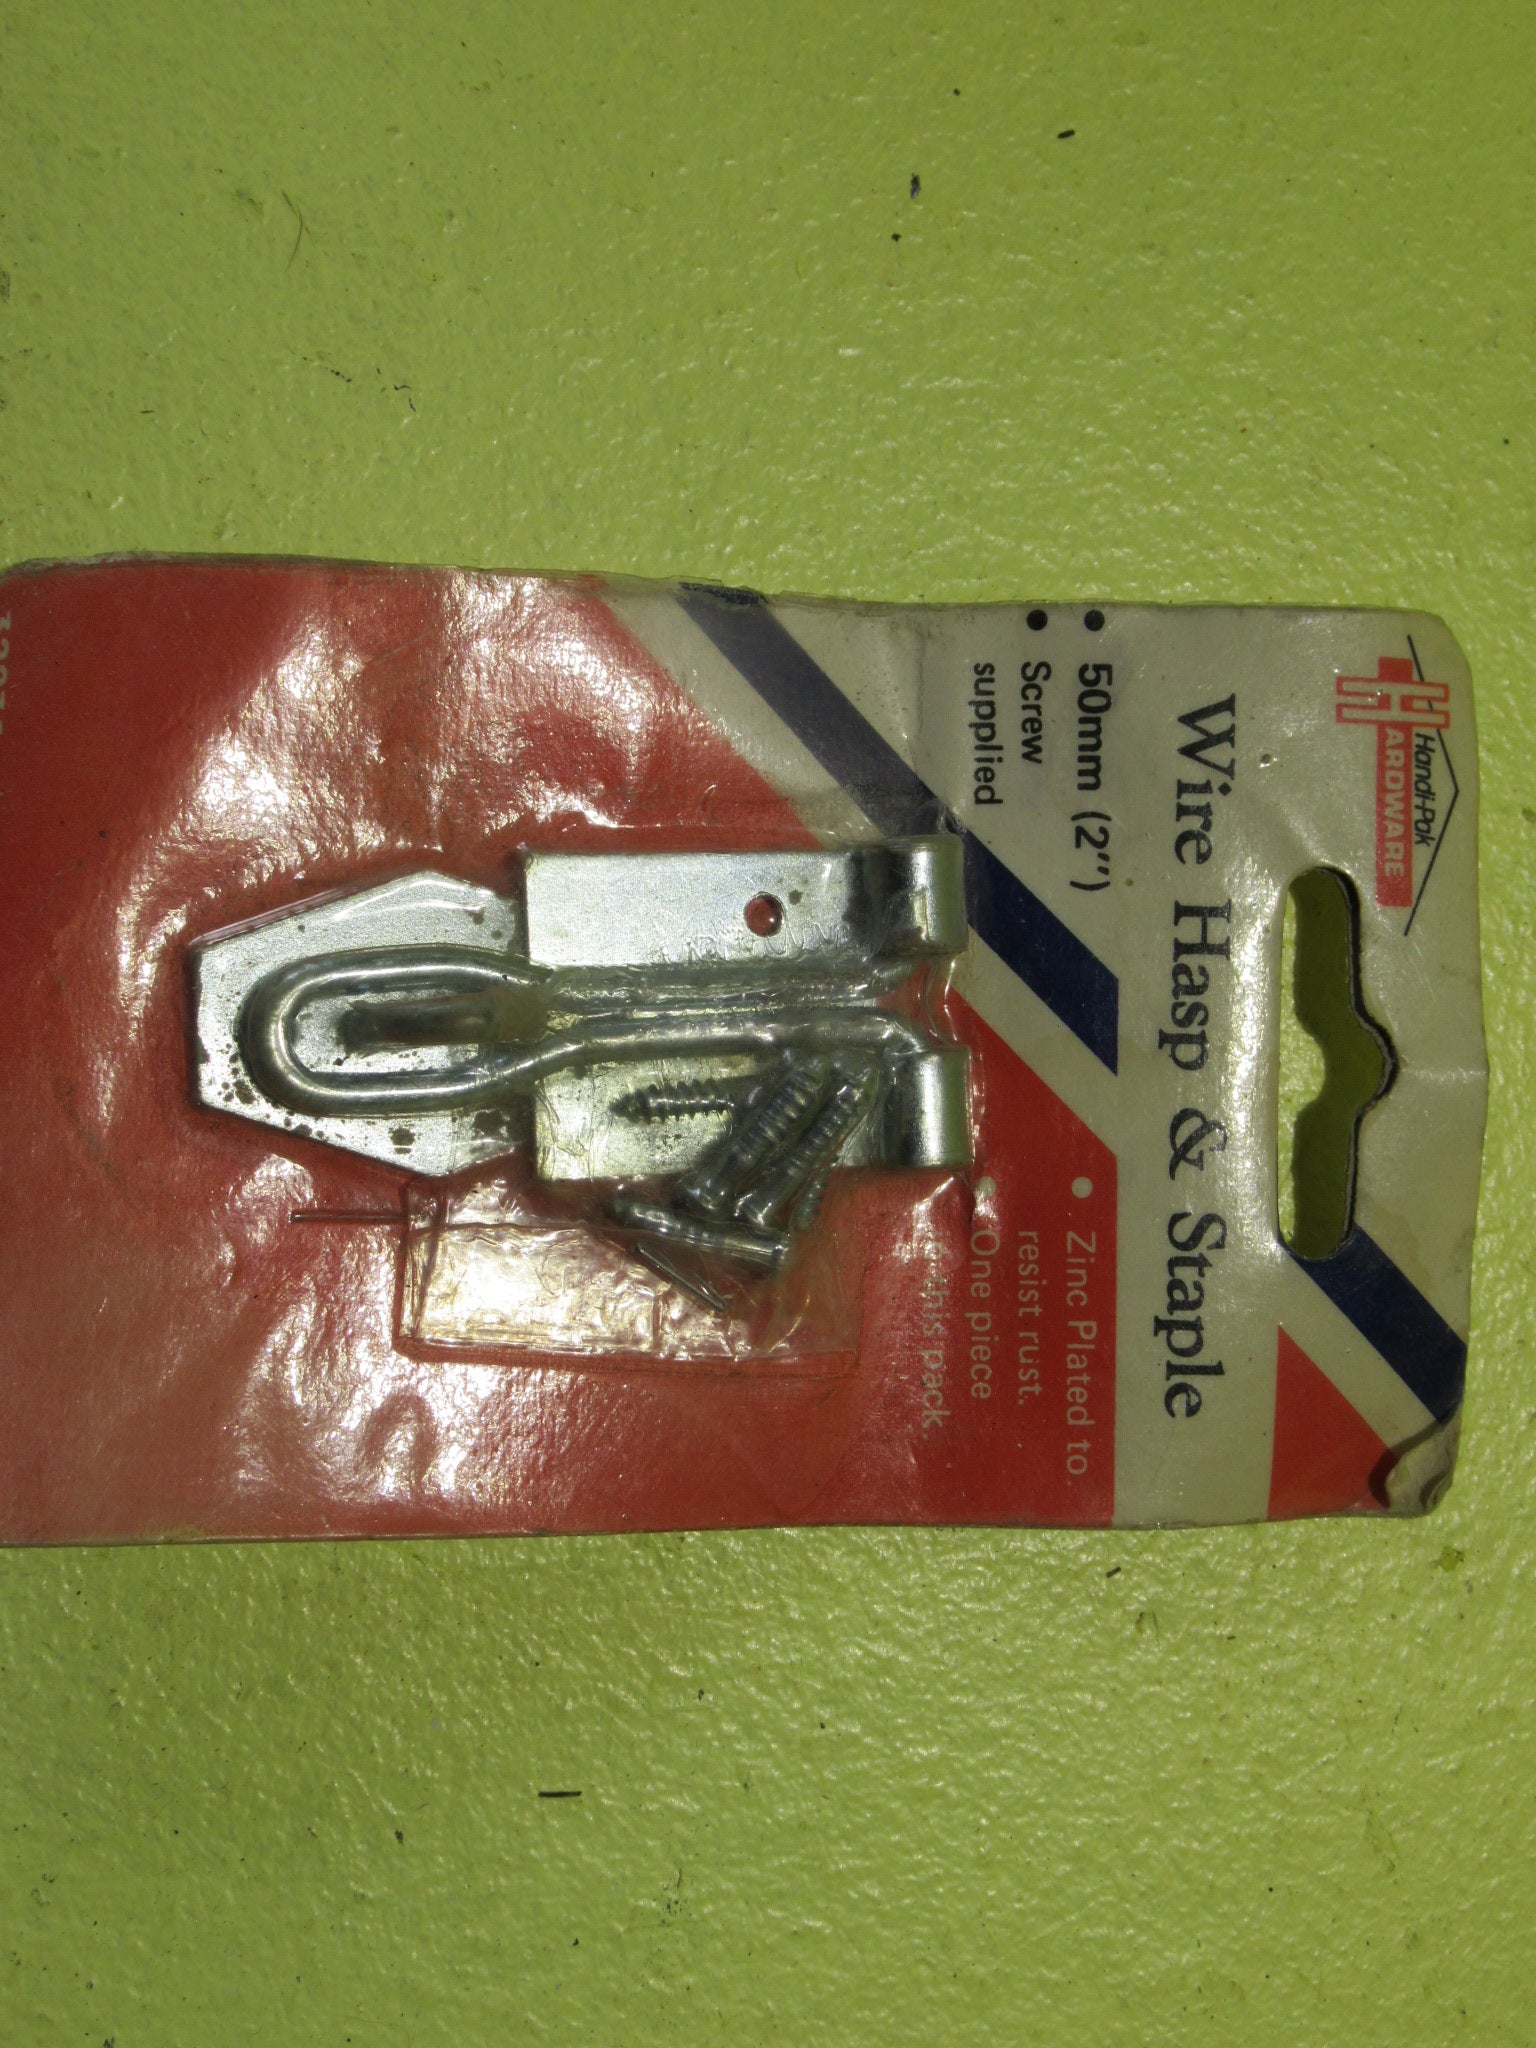 Handi-Pak
HARDWARE
Wire Hasp & Staple
• 50mm (2″)
• Screw
supplied
• Zinc Plated to
resist rust.
• One piece
in this pack.